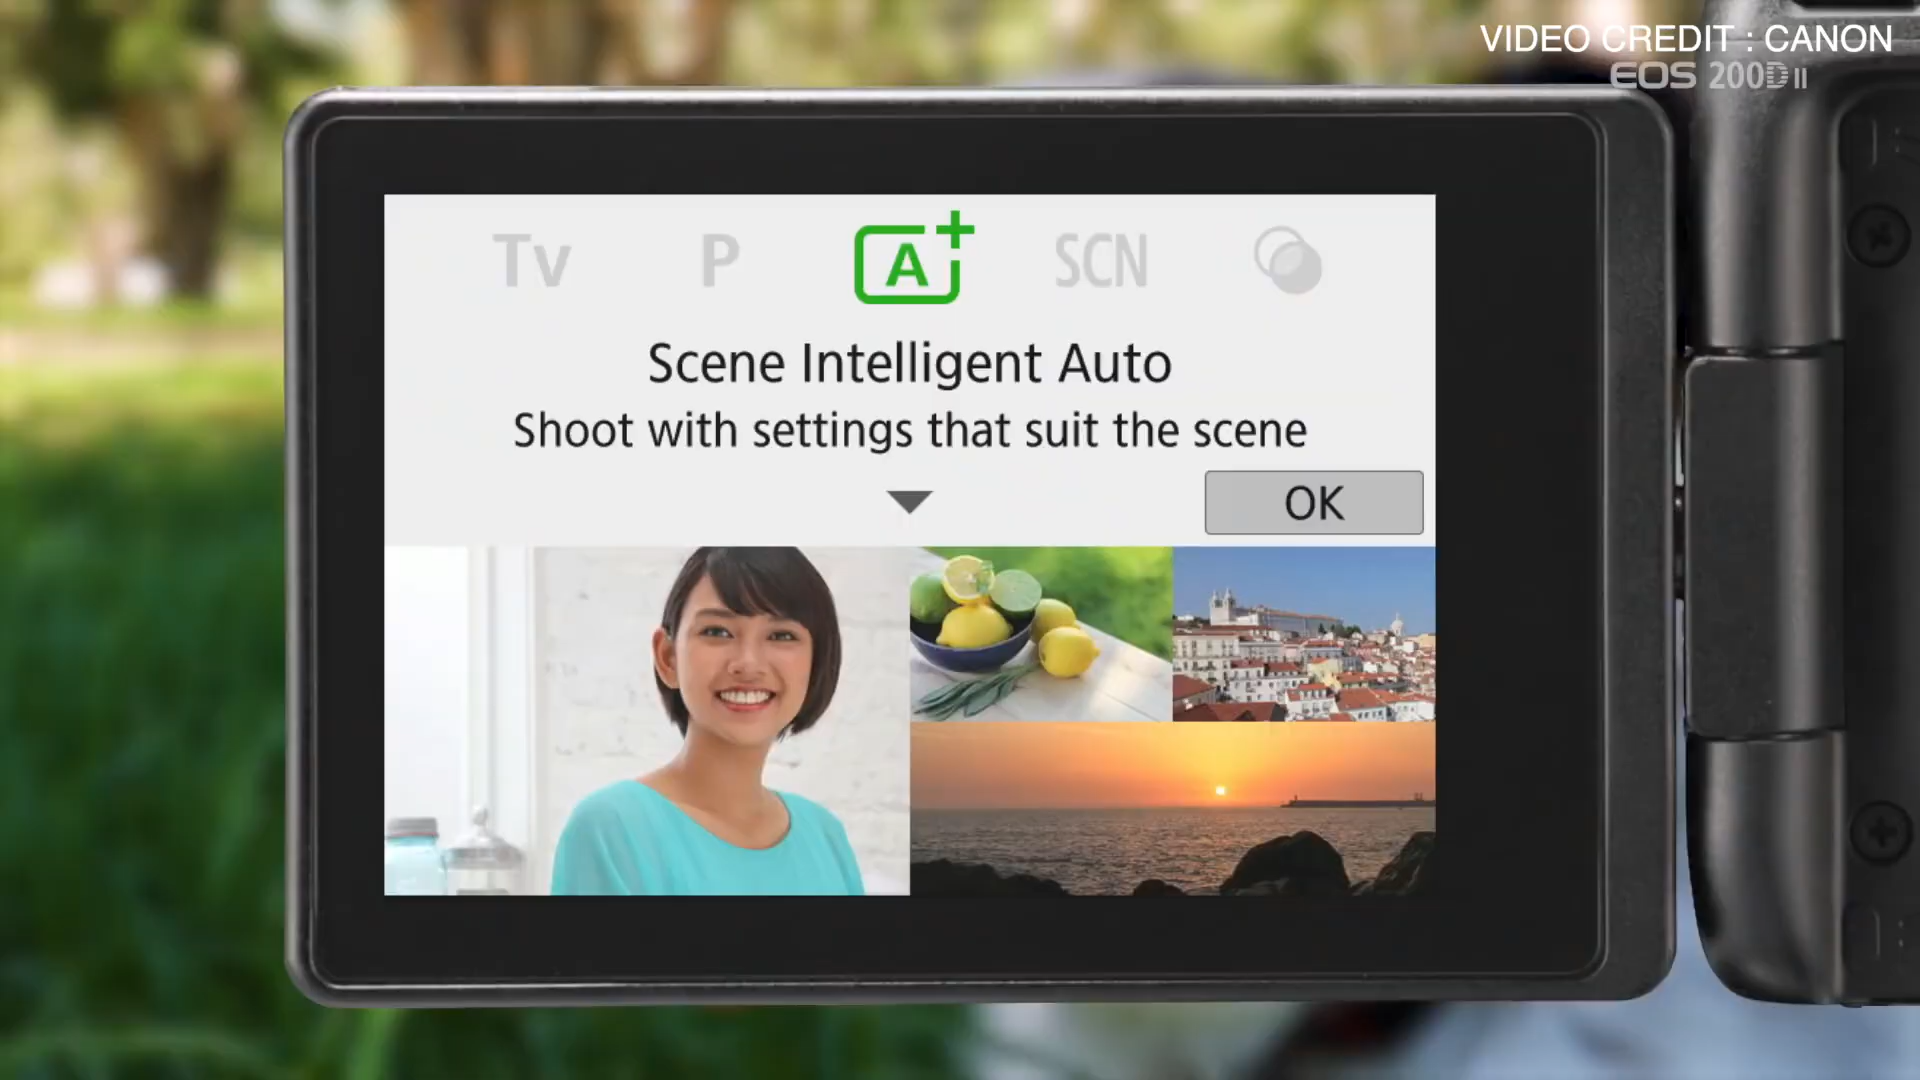 VIDEO CREDIT : CANON
EOS 200D II
Tv P A+ SCN
Scene Intelligent Auto
Shoot with settings that suit the scene
OK